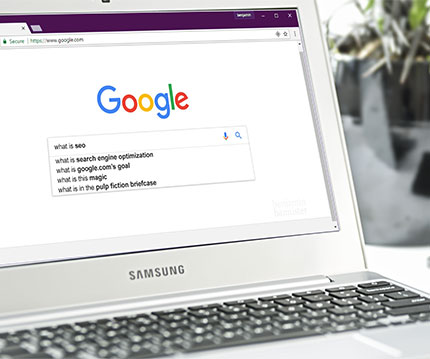 benjamin
Secure | https://www.google.com
Google
what is seo
what is search engine optimization
what is google.com's goal
what is this magic
what is in the pulp fiction briefcase
SAMSUNG